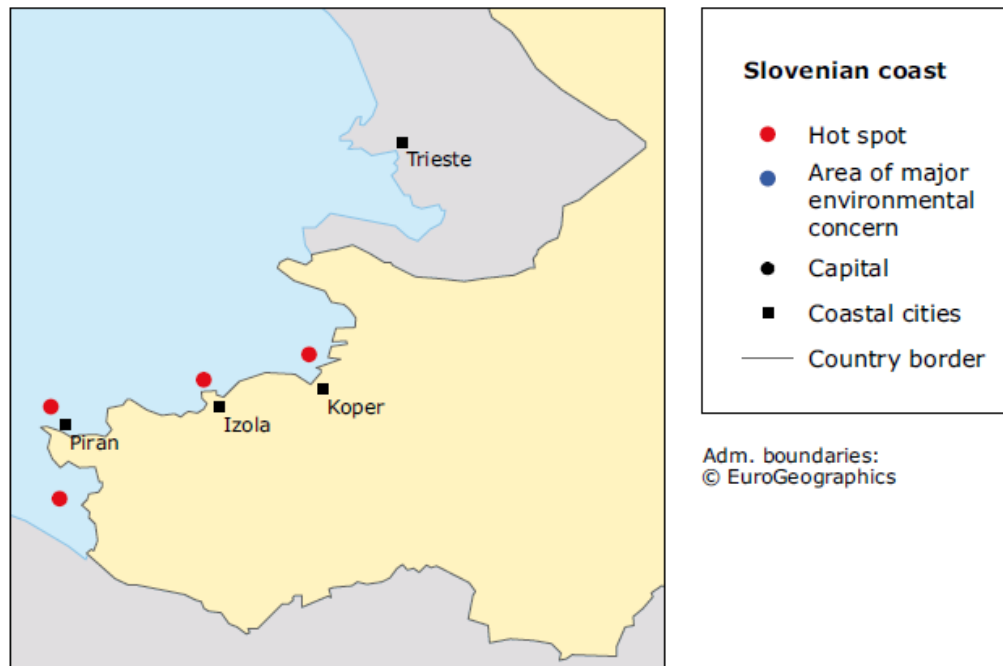 Trieste
Koper
Izola
Piran
Slovenian coast
Hot spot
Area of major
environmental
concern
Capital
Coastal cities
Country border
Adm. boundaries:
© EuroGeographics